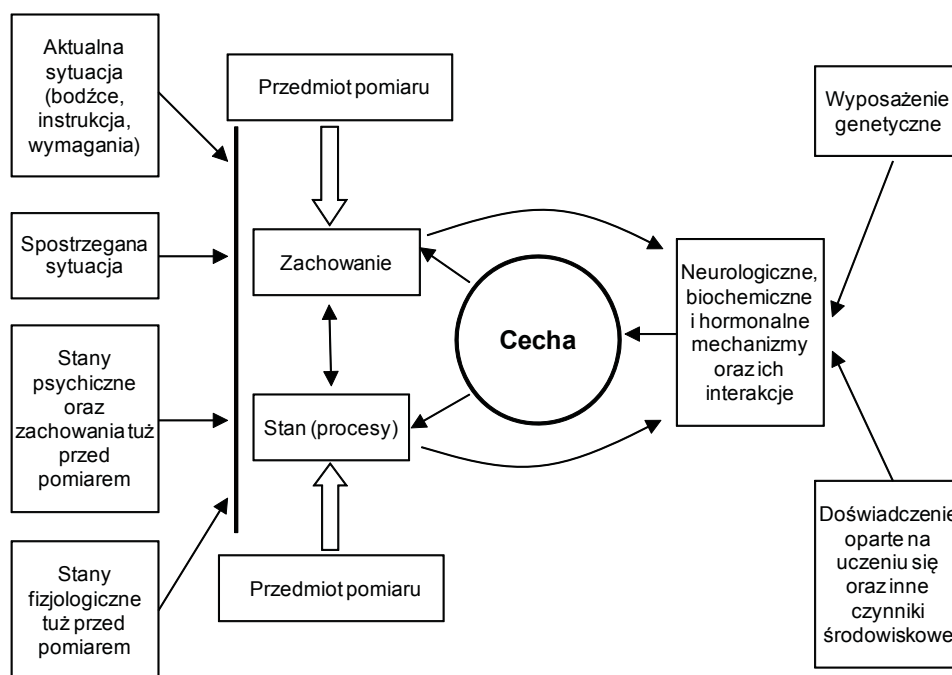 Aktualna
sytuacja
(bodźce,
instrukcja,
wymagania)
Spostrzegana
sytuacja
Stany
psychiczne
oraz
zachowania tuż
przed
pomiarem
Stany
fizjologiczne
tuż przed
pomiarem
Przedmiot pomiaru
Zachowanie
Stan (procesy)
Przedmiot pomiaru
Cecha
Neurologiczne,
biochemiczne
i hormonalne
mechanizmy
oraz ich
interakcje
Wyposażenie
genetyczne
Doświadczenie
oparte na
uczeniu się
oraz inne
czynniki
środowiskowe